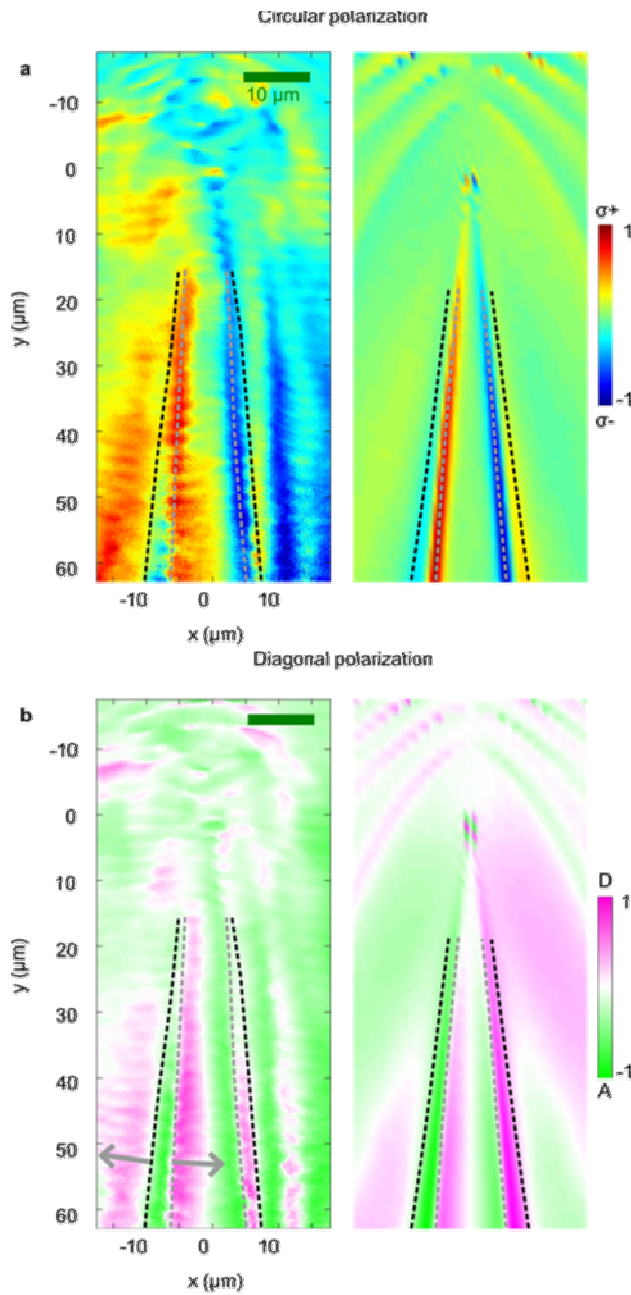 Circular polarization
a
10 µm
-10
0
10
20
30
40
50
60
y (µm)
-10 0 10
x (µm)
σ+
1
-1
σ-
Diagonal polarization
b
-10
0
10
20
30
40
50
60
y (µm)
-10 0 10
x (µm)
D
1
-1
A